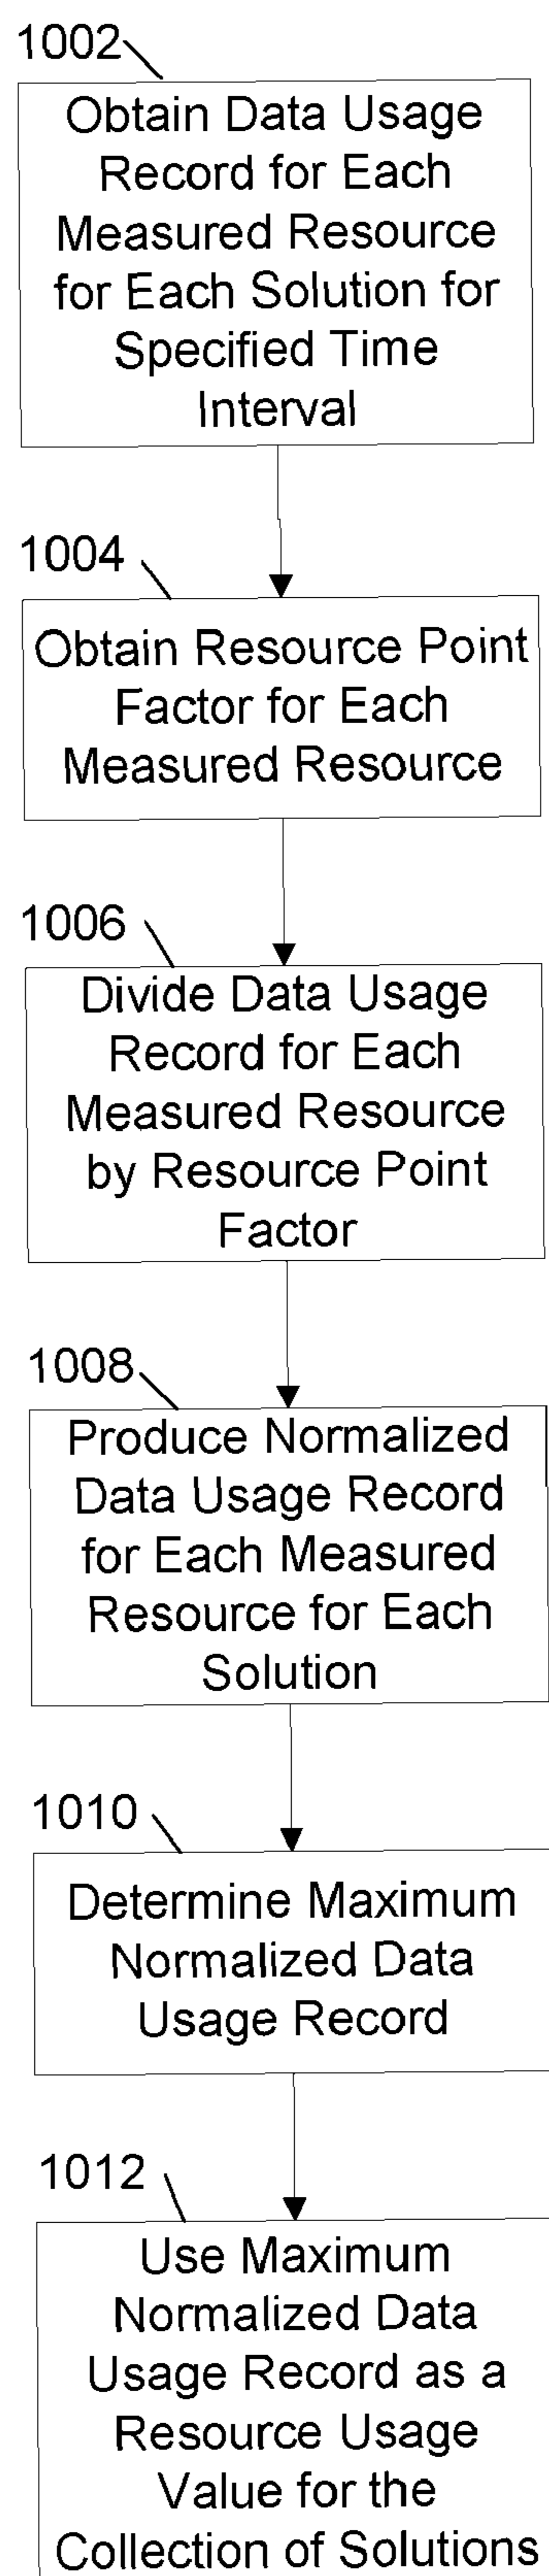 1002
Obtain Data Usage
Record for Each
Measured Resource
for Each Solution for
Specified Time
Interval
1004
Obtain Resource Point
Factor for Each
Measured Resource
1006
Divide Data Usage
Record for Each
Measured Resource
by Resource Point
Factor
1008
Produce Normalized
Data Usage Record
for Each Measured
Resource for Each
Solution
1010
Determine Maximum
Normalized Data
Usage Record
1012
Use Maximum
Normalized Data
Usage Record as a
Resource Usage
Value for the
Collection of Solutions